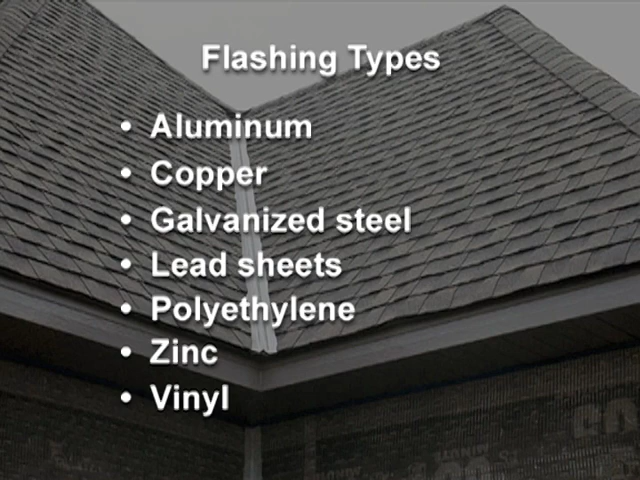 Flashing Types
• Aluminum
• Copper
• Galvanized steel
• Lead sheets
• Polyethylene
• Zinc
• Vinyl